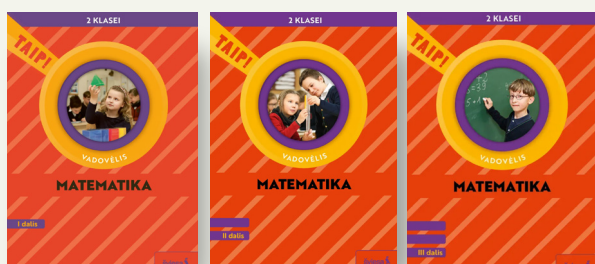 2 KLASEI
TAIP!
VADOVĖLIS
MATEMATIKA
I dalis
2 KLASEI
TAIP!
VADOVĖLIS
MATEMATIKA
II dalis
2 KLASEI
TAIP!
VADOVĖLIS
MATEMATIKA
III dalis